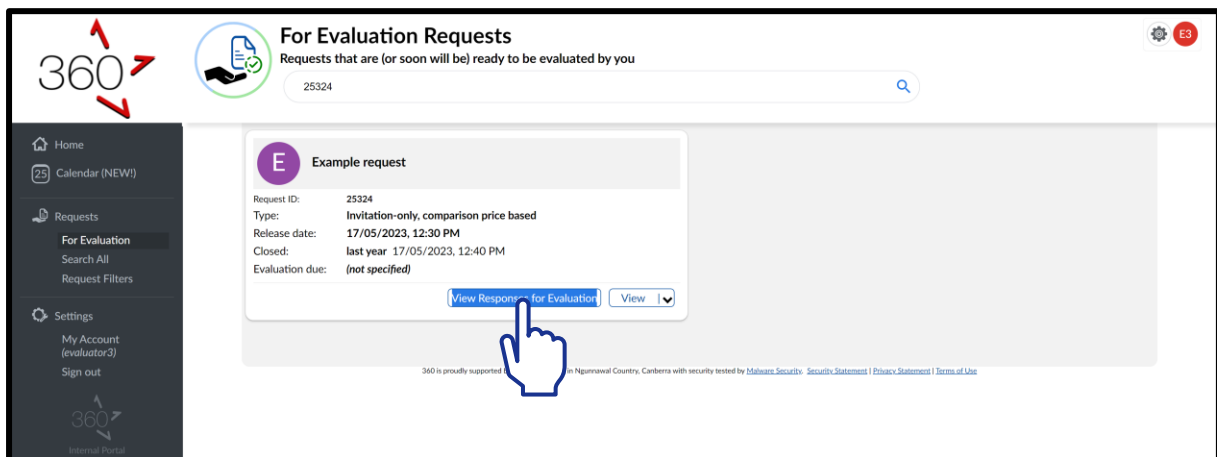 360
For Evaluation Requests
Requests that are (or soon will be) ready to be evaluated by you
25324
E3
Home
25 Calendar (NEW!)
Requests
For Evaluation
Search All
Request Filters
Settings
My Account
(evaluator3)
Sign out
360
Internal Portal
E Example request
Request ID: 25324
Type: Invitation-only, comparison price based
Release date: 17/05/2023, 12:30 PM
Closed: last year 17/05/2023, 12:40 PM
Evaluation due: (not specified)
View Responses for Evaluation View
360 is proudly supported in Ngunnawal Country, Canberra with security tested by Malware Security. Security Statement | Privacy Statement | Terms of Use